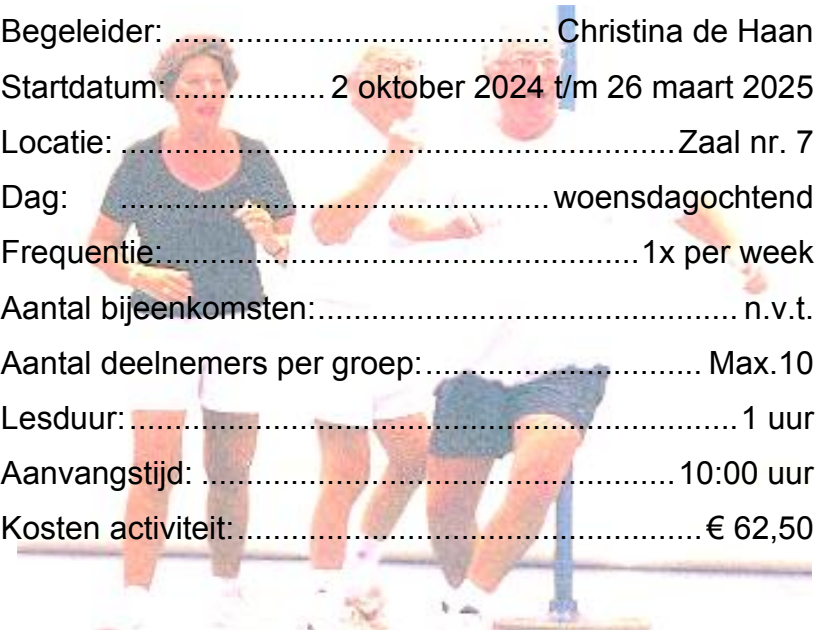 Begeleider: ...................................... Christina de Haan
Startdatum: ................ 2 oktober 2024 t/m 26 maart 2025
Locatie: ........................................................ Zaal nr. 7
Dag: ........................................... woensdagochtend
Frequentie: ................................................ 1x per week
Aantal bijeenkomsten: .......................................... n.v.t.
Aantal deelnemers per groep: ............................ Max.10
Lesduur: ............................................................. 1 uur
Aanvangstijd: ................................................ 10:00 uur
Kosten activiteit: ............................................... € 62,50